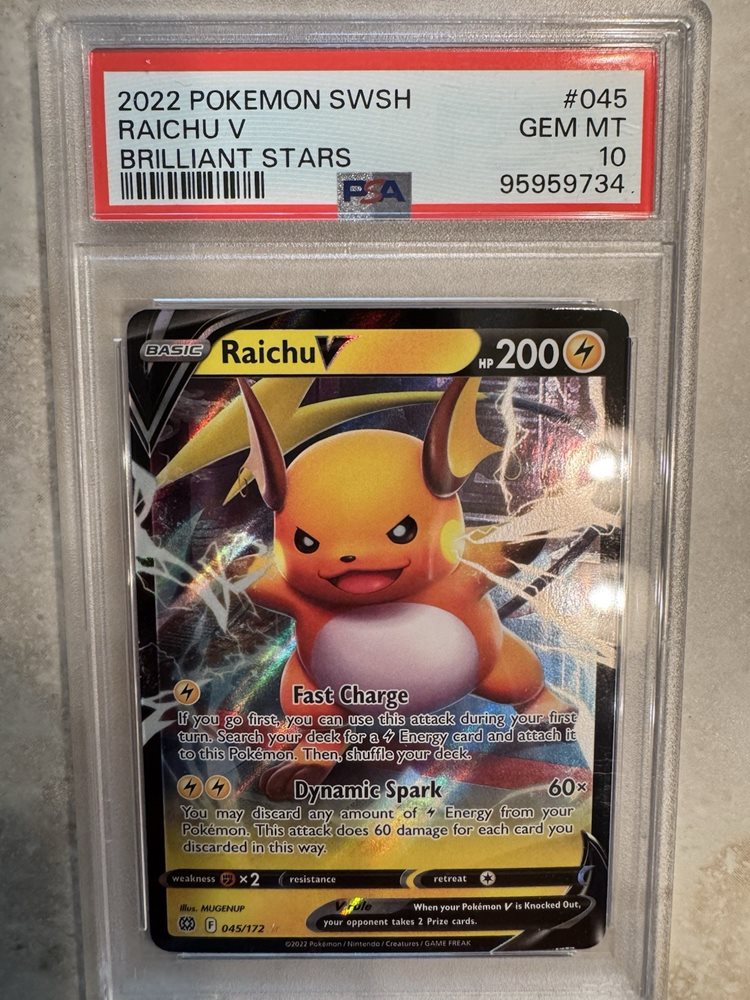 2022 POKEMON SWSH #045
RAICHU V GEM MT
BRILLIANT STARS 10
PSA 95959734
BASIC Raichu V HP 200
Fast Charge
If you go first, you can use this attack during your first
turn. Search your deck for a Energy card and attach it
to this Pokémon. Then, shuffle your deck.
Dynamic Spark 60×
You may discard any amount of Energy from your
Pokémon. This attack does 60 damage for each card you
discarded in this way.
weakness ×2 resistance retreat
Illus. MUGENUP
V rule When your Pokémon V is Knocked Out,
your opponent takes 2 Prize cards.
F 045/172
©2022 Pokémon / Nintendo / Creatures / GAME FREAK